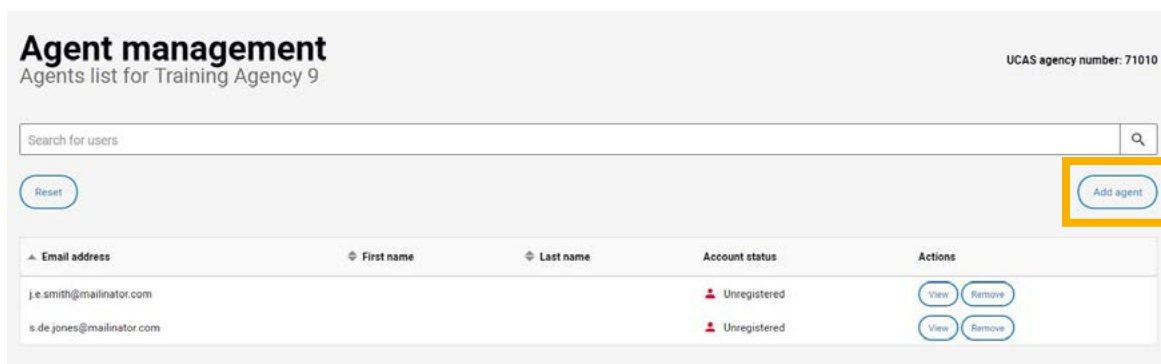 Agent management
Agents list for Training Agency 9
UCAS agency number: 71010
Search for users
Reset
Add agent
Email address First name Last name Account status Actions
j.e.smith@mailinator.com Unregistered View Remove
s.de.jones@mailinator.com Unregistered View Remove